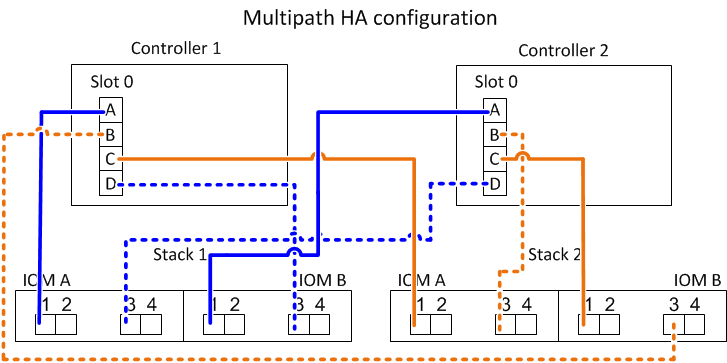 Multipath HA configuration
Controller 1
Controller 2
Slot 0
Slot 0
A
A
B
B
C
C
D
D
Stack 1
Stack 2
IOM A
IOM B
IOM A
IOM B
1 2 3 4 1 2 3 4 1 2 3 4 1 2 3 4